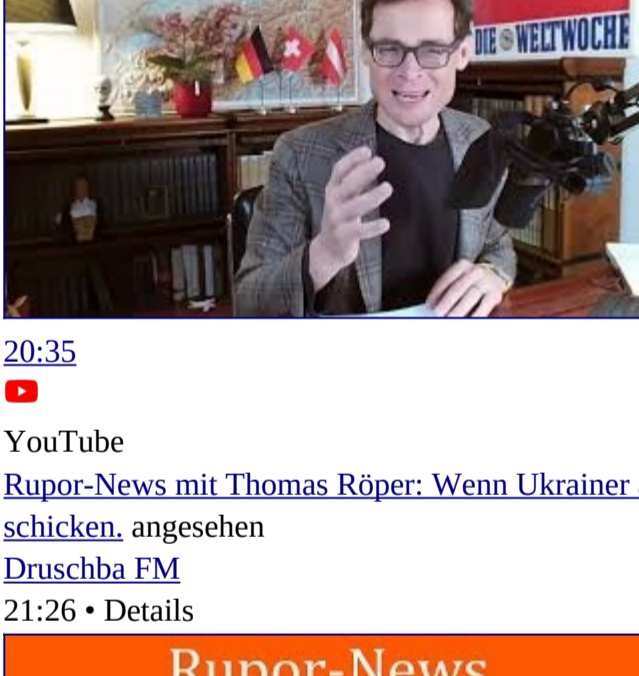 DIE WELTWOCHE
20:35
YouTube
Rupor-News mit Thomas Röper: Wenn Ukrainer
schicken. angesehen
Druschba FM
21:26 • Details
Rupor-News